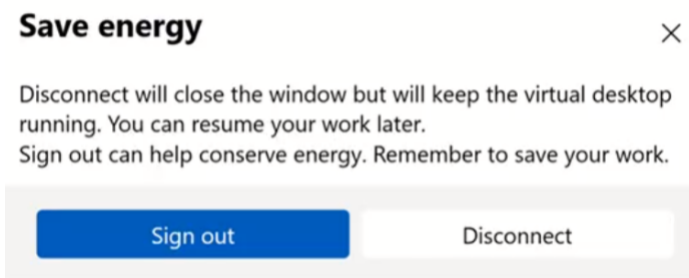 Save energy
Disconnect will close the window but will keep the virtual desktop
running. You can resume your work later.
Sign out can help conserve energy. Remember to save your work.
Sign out
Disconnect